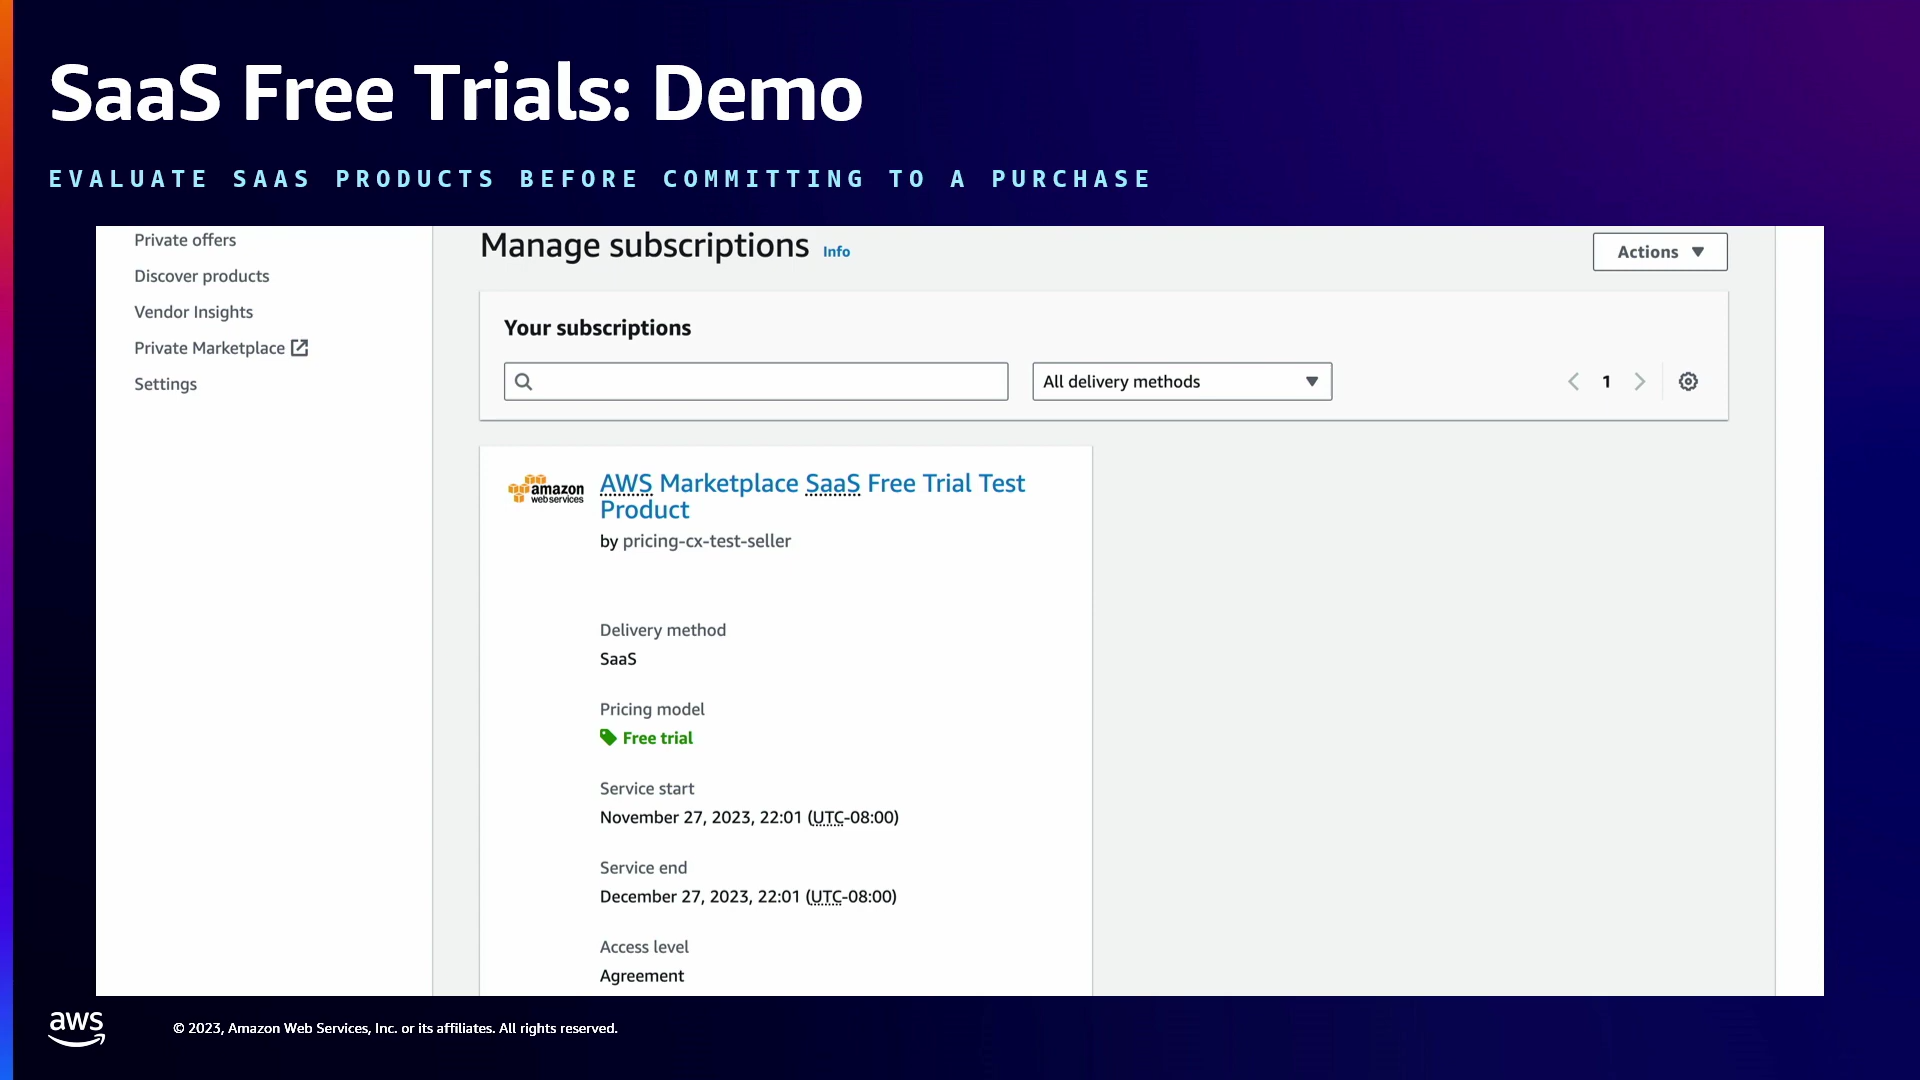 SaaS Free Trials: Demo
EVALUATE SAAS PRODUCTS BEFORE COMMITTING TO A PURCHASE
Private offers
Discover products
Vendor Insights
Private Marketplace
Settings
Manage subscriptions Info
Actions
Your subscriptions
All delivery methods
1
amazon
webservices
AWS Marketplace SaaS Free Trial Test
Product
by pricing-cx-test-seller
Delivery method
SaaS
Pricing model
Free trial
Service start
November 27, 2023, 22:01 (UTC-08:00)
Service end
December 27, 2023, 22:01 (UTC-08:00)
Access level
Agreement
aws
© 2023, Amazon Web Services, Inc. or its affiliates. All rights reserved.